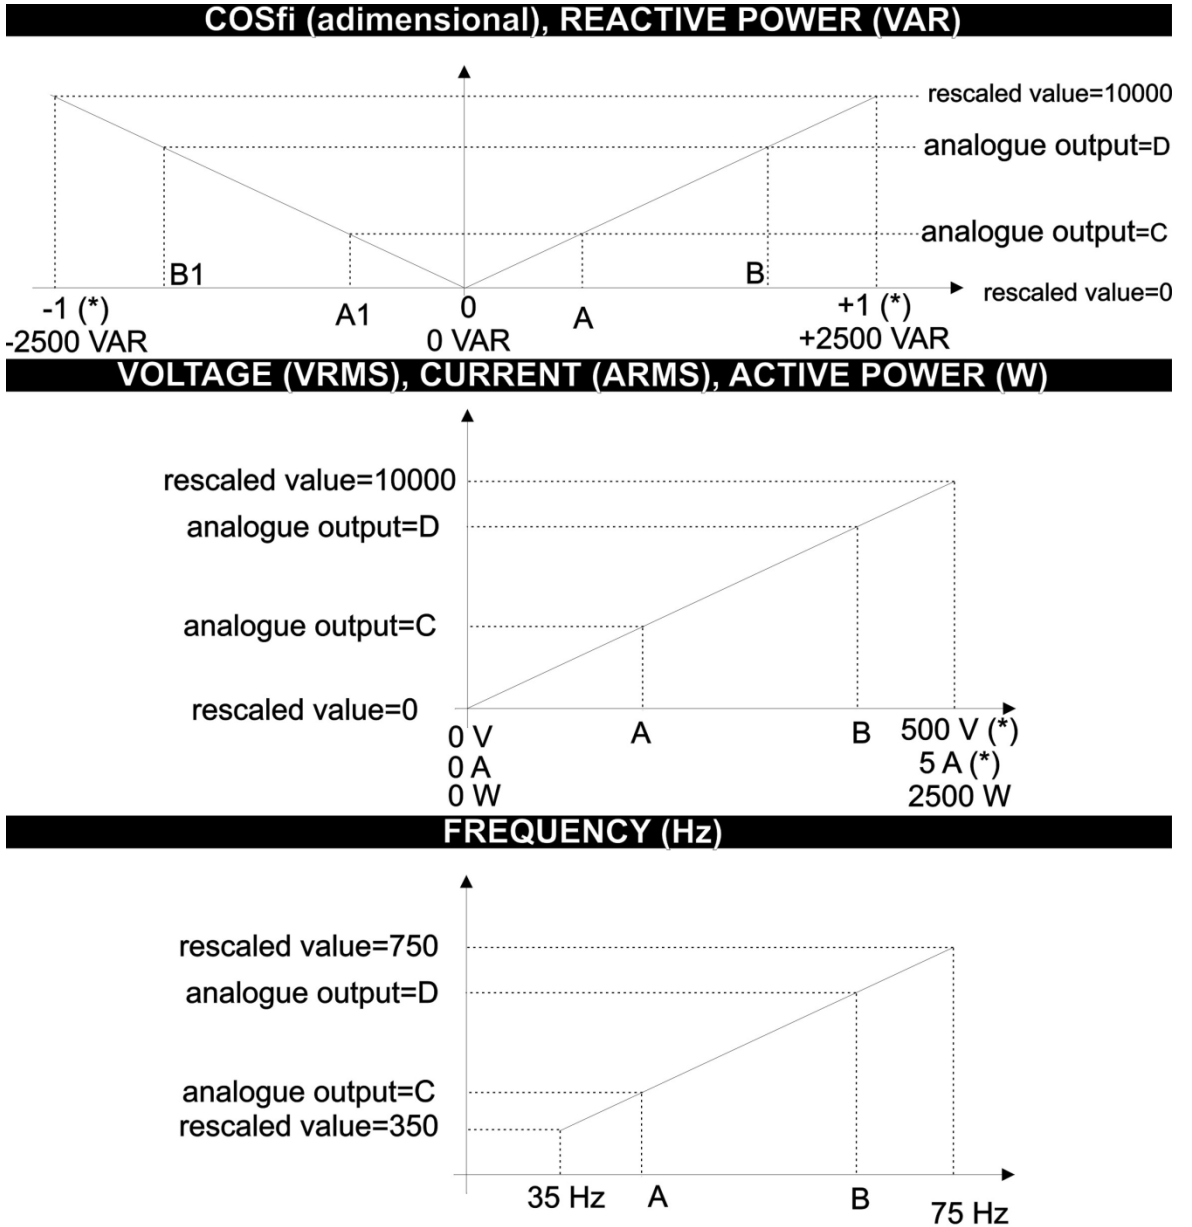 COSfi (adimensional), REACTIVE POWER (VAR)
rescaled value=10000
analogue output=D
analogue output=C
B1
B
rescaled value=0
-1 (*)
A1
0
A
+1 (*)
-2500 VAR
0 VAR
+2500 VAR
VOLTAGE (VRMS), CURRENT (ARMS), ACTIVE POWER (W)
rescaled value=10000
analogue output=D
analogue output=C
rescaled value=0
0 V
A
B
500 V (*)
0 A
5 A (*)
0 W
2500 W
FREQUENCY (Hz)
rescaled value=750
analogue output=D
analogue output=C
rescaled value=350
35 Hz
A
B
75 Hz